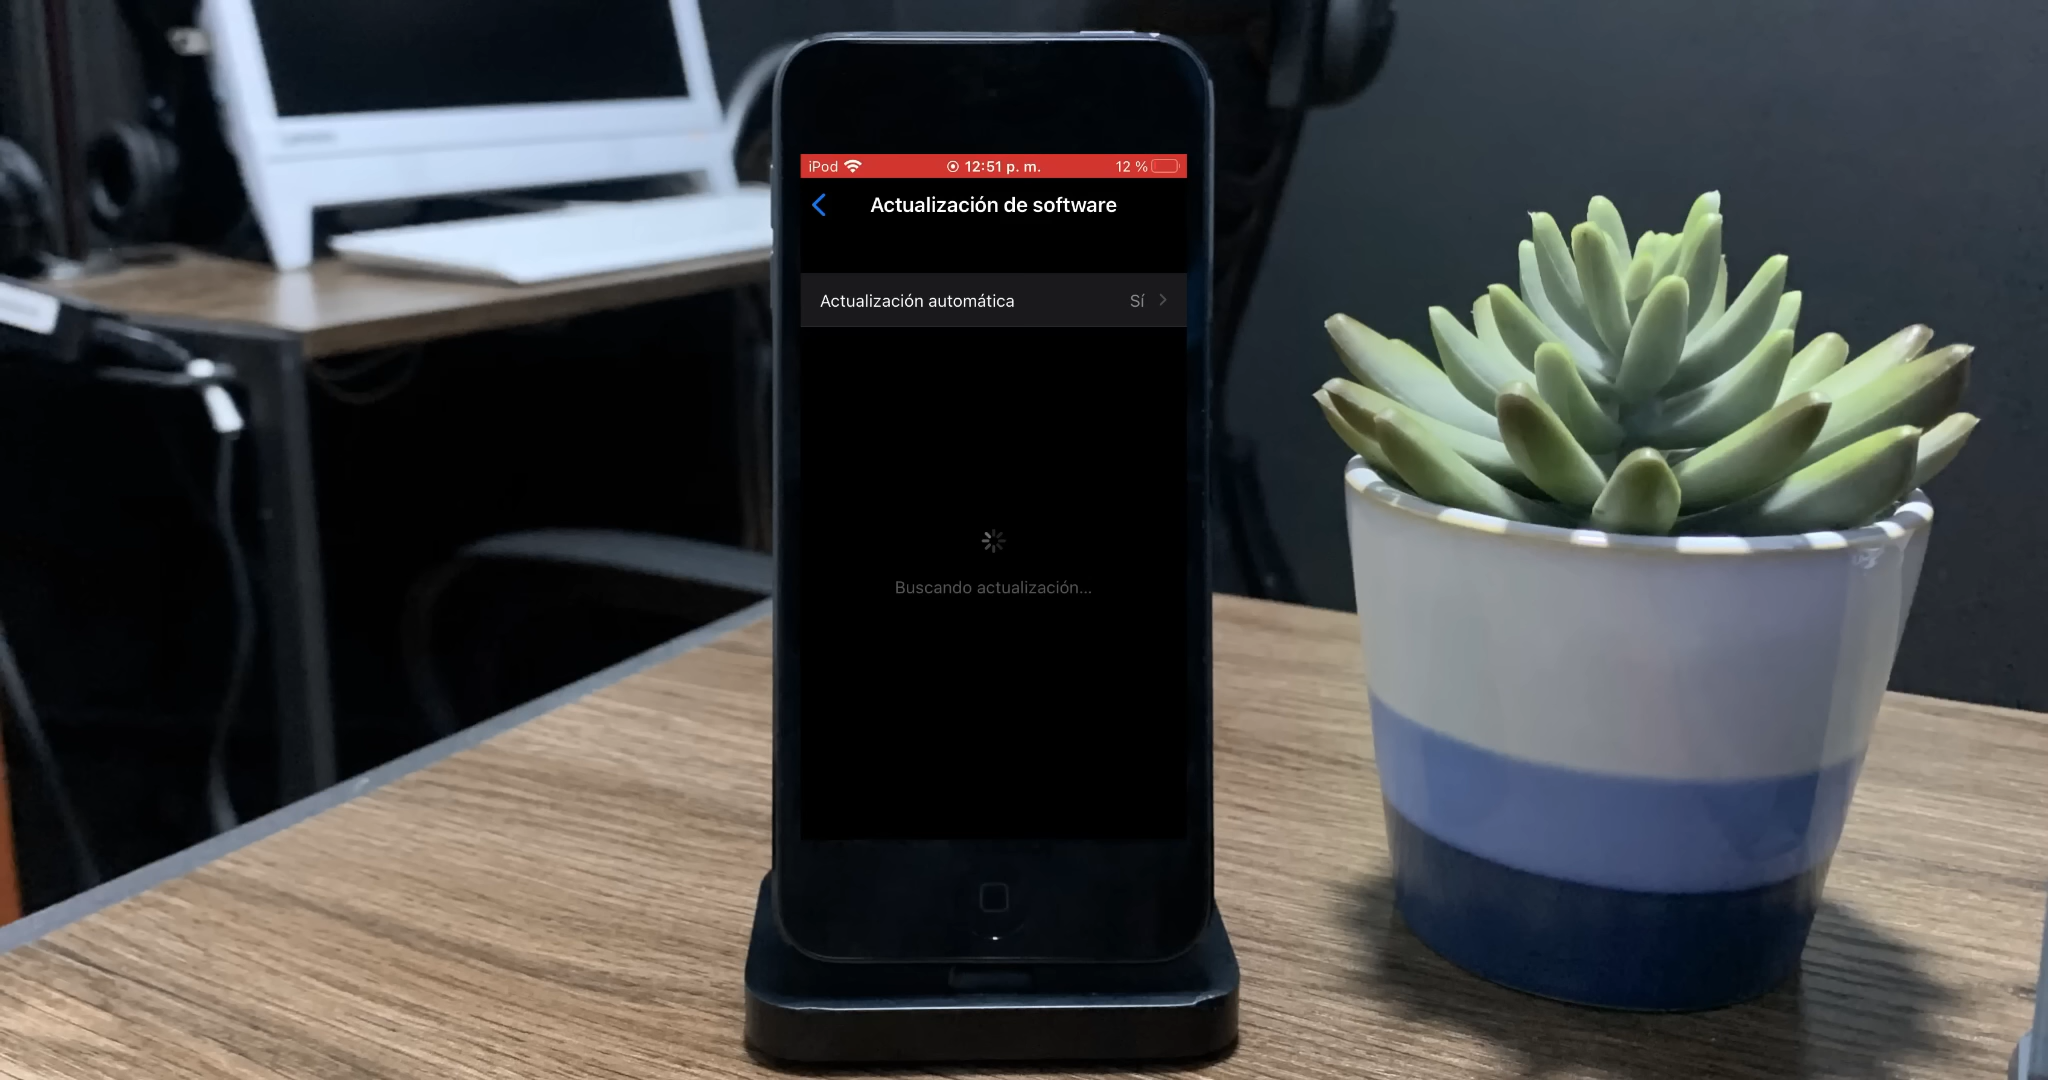 iPod 12:51 p. m. 12 %
Actualización de software
Actualización automática Sí
Buscando actualización...